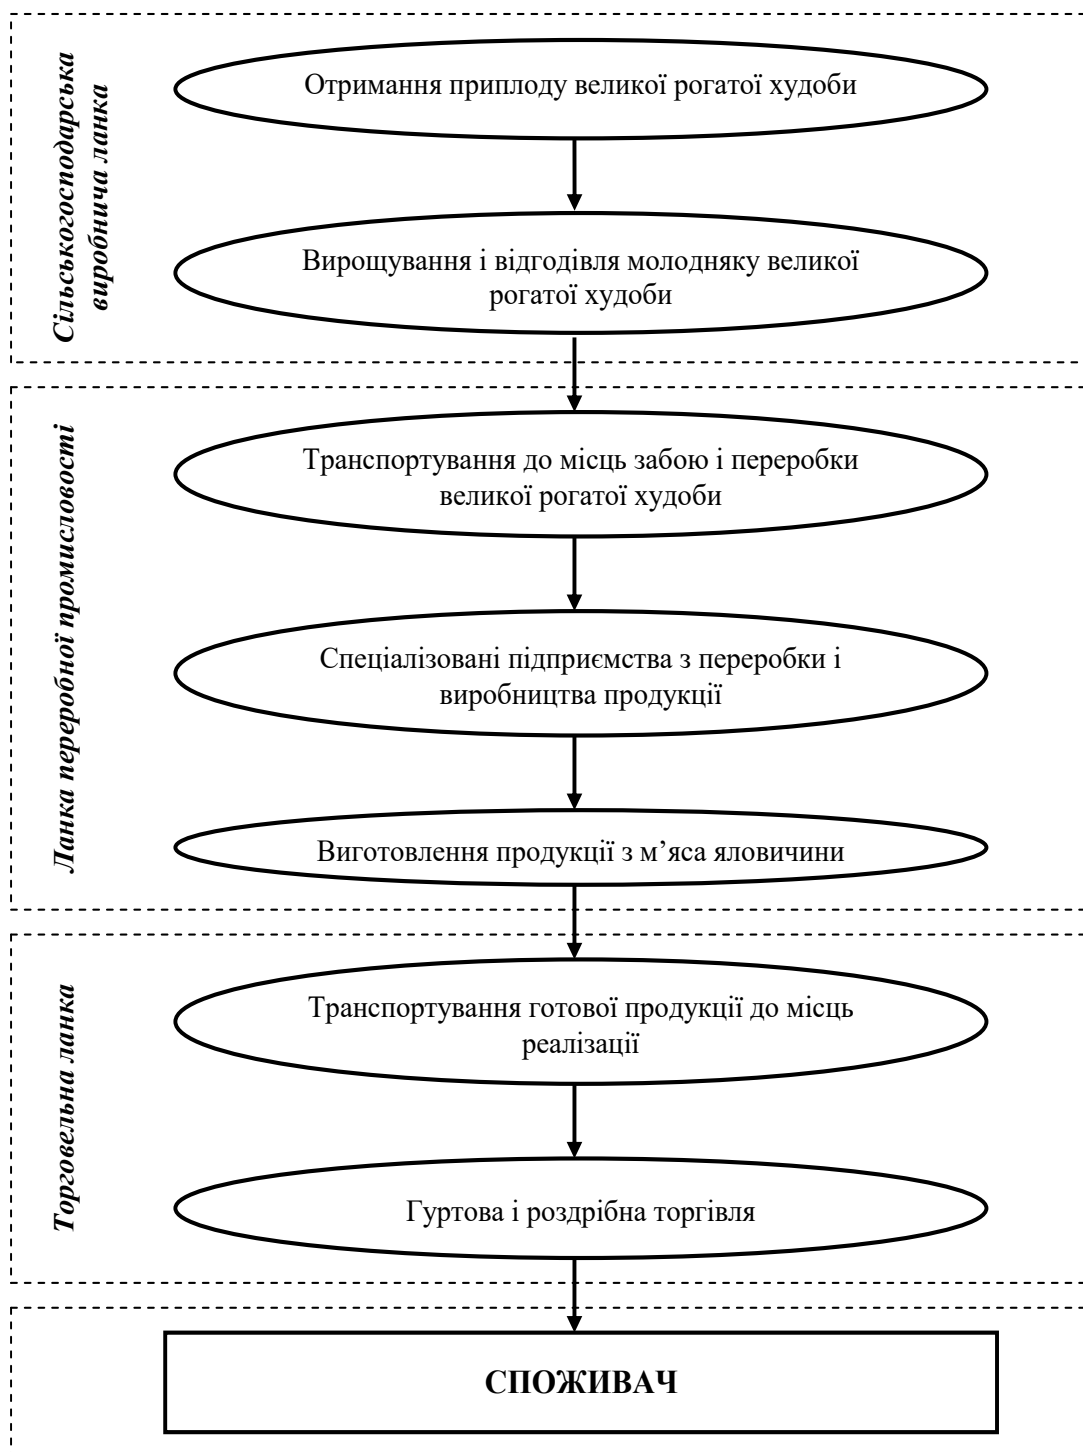 Сільськогосподарська
виробнича ланка
Отримання приплоду великої рогатої худоби
Вирощування і відгодівля молодняку великої
рогатої худоби
Ланка переробної промисловості
Транспортування до місць забою і переробки
великої рогатої худоби
Спеціалізовані підприємства з переробки і
виробництва продукції
Виготовлення продукції з м’яса яловичини
Торговельна ланка
Транспортування готової продукції до місць
реалізації
Гуртова і роздрібна торгівля
СПОЖИВАЧ